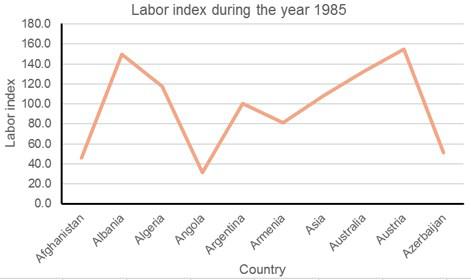 Labor index during the year 1985
Labor index
180.0
160.0
140.0
120.0
100.0
80.0
60.0
40.0
20.0
0.0
Afghanistan
Albania
Algeria
Angola
Argentina
Armenia
Asia
Australia
Austria
Azerbaijan
Country